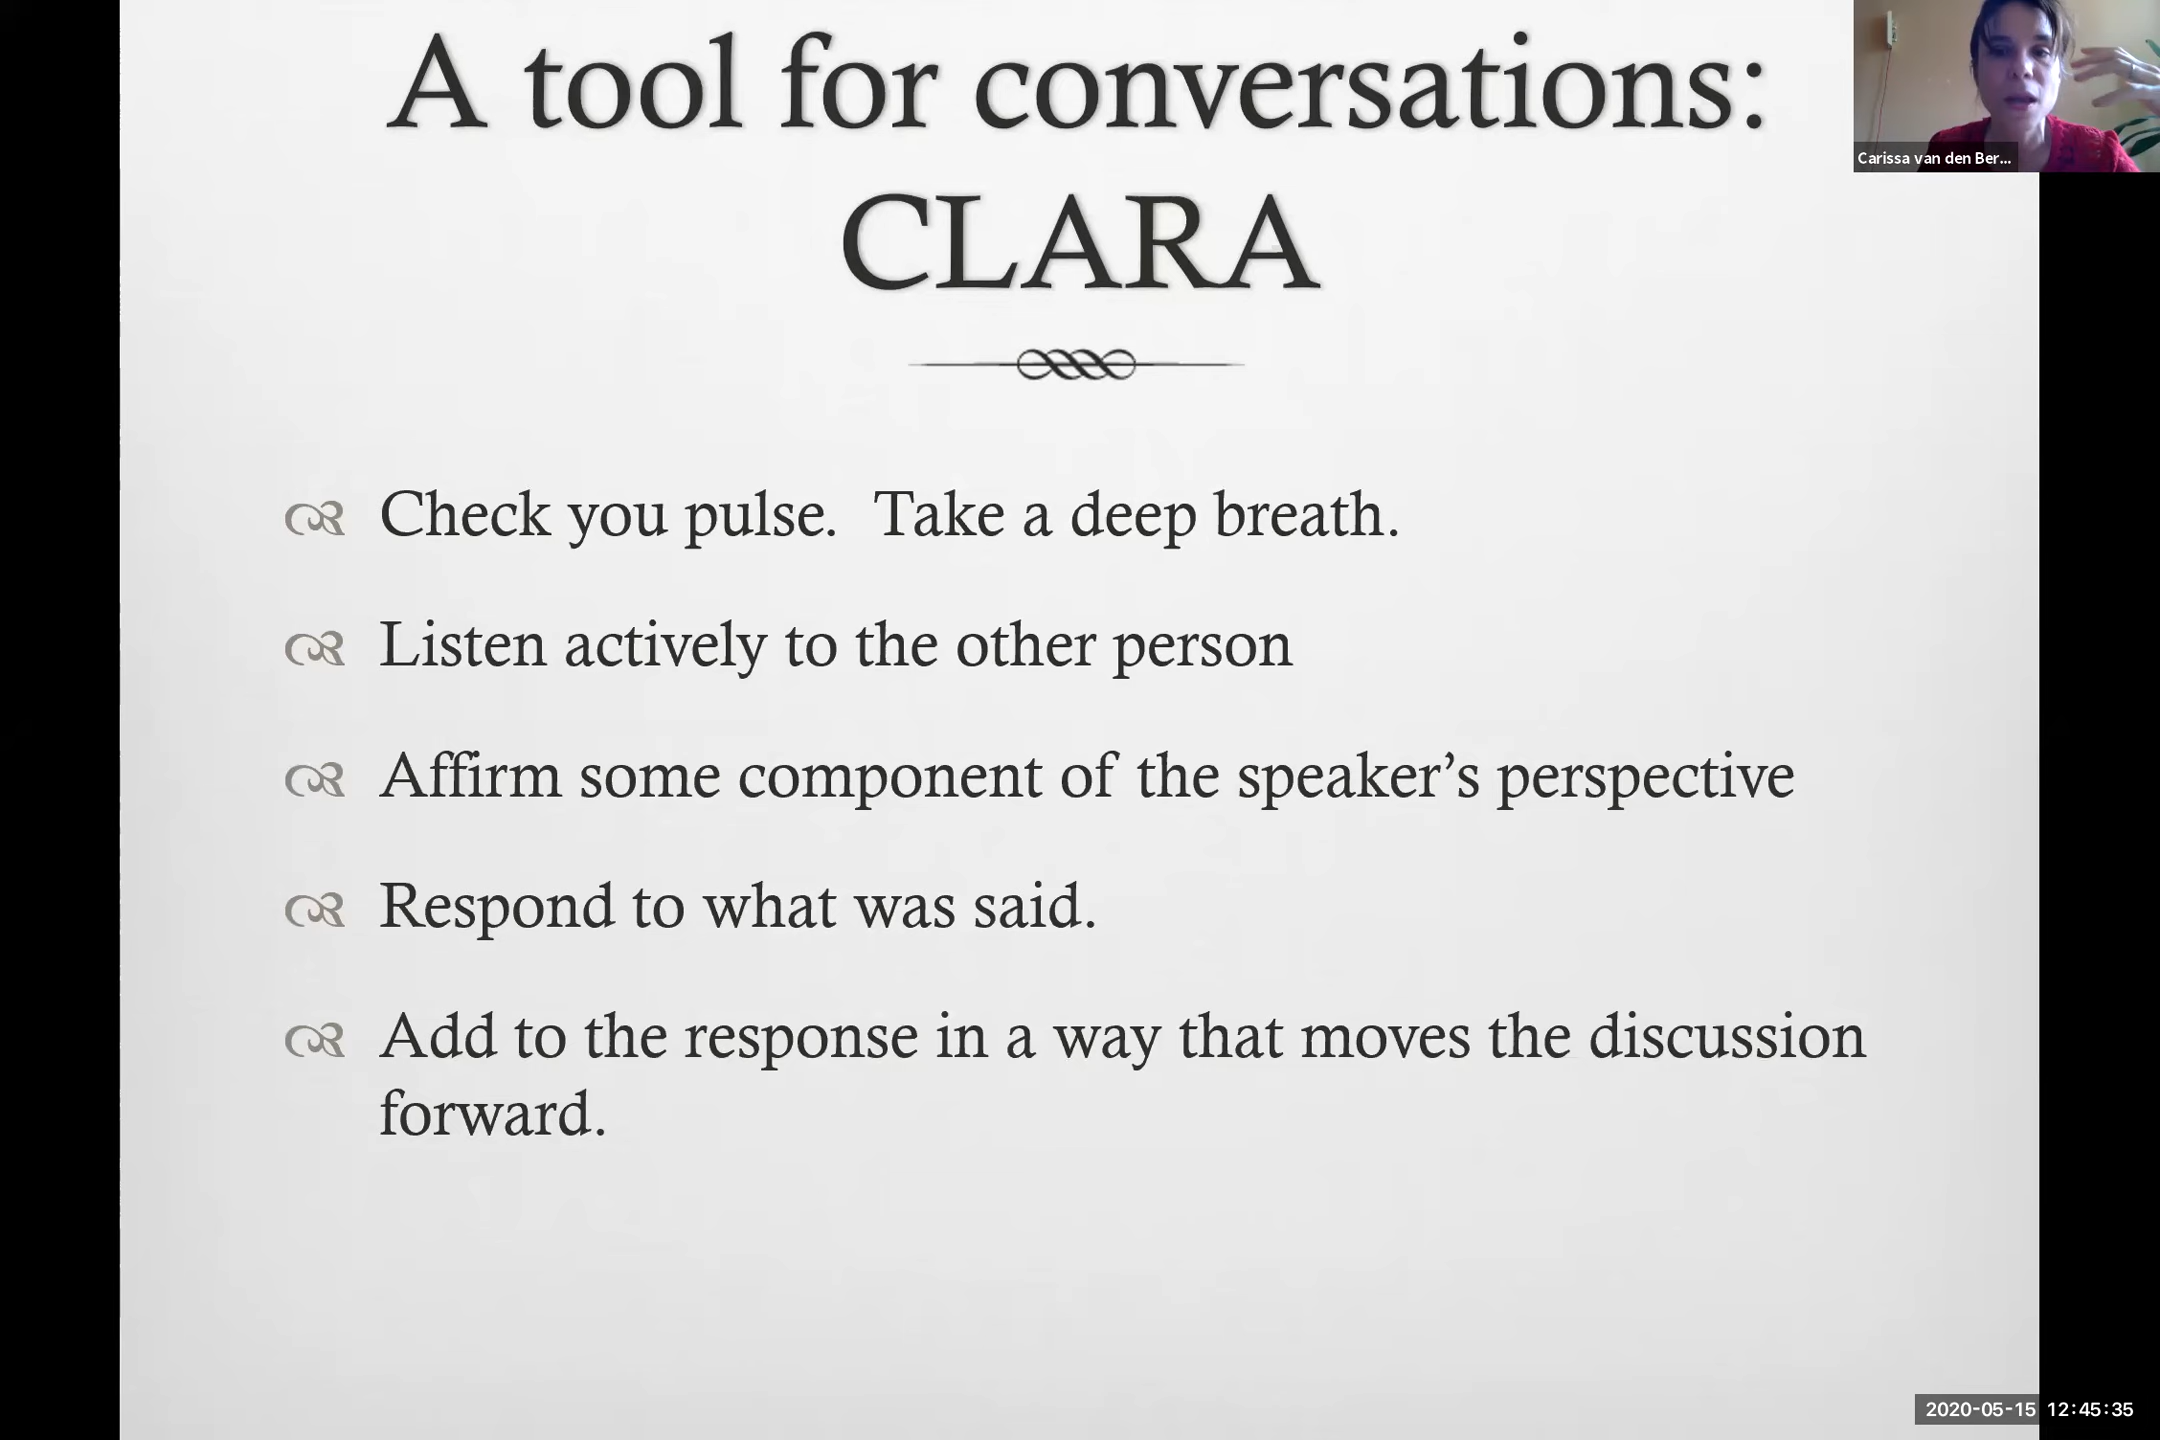 A tool for conversations:
CLARA
Carissa van den Ber...
Check you pulse.  Take a deep breath.
Listen actively to the other person
Affirm some component of the speaker’s perspective
Respond to what was said.
Add to the response in a way that moves the discussion
forward.
2020-05-15 12:45:35